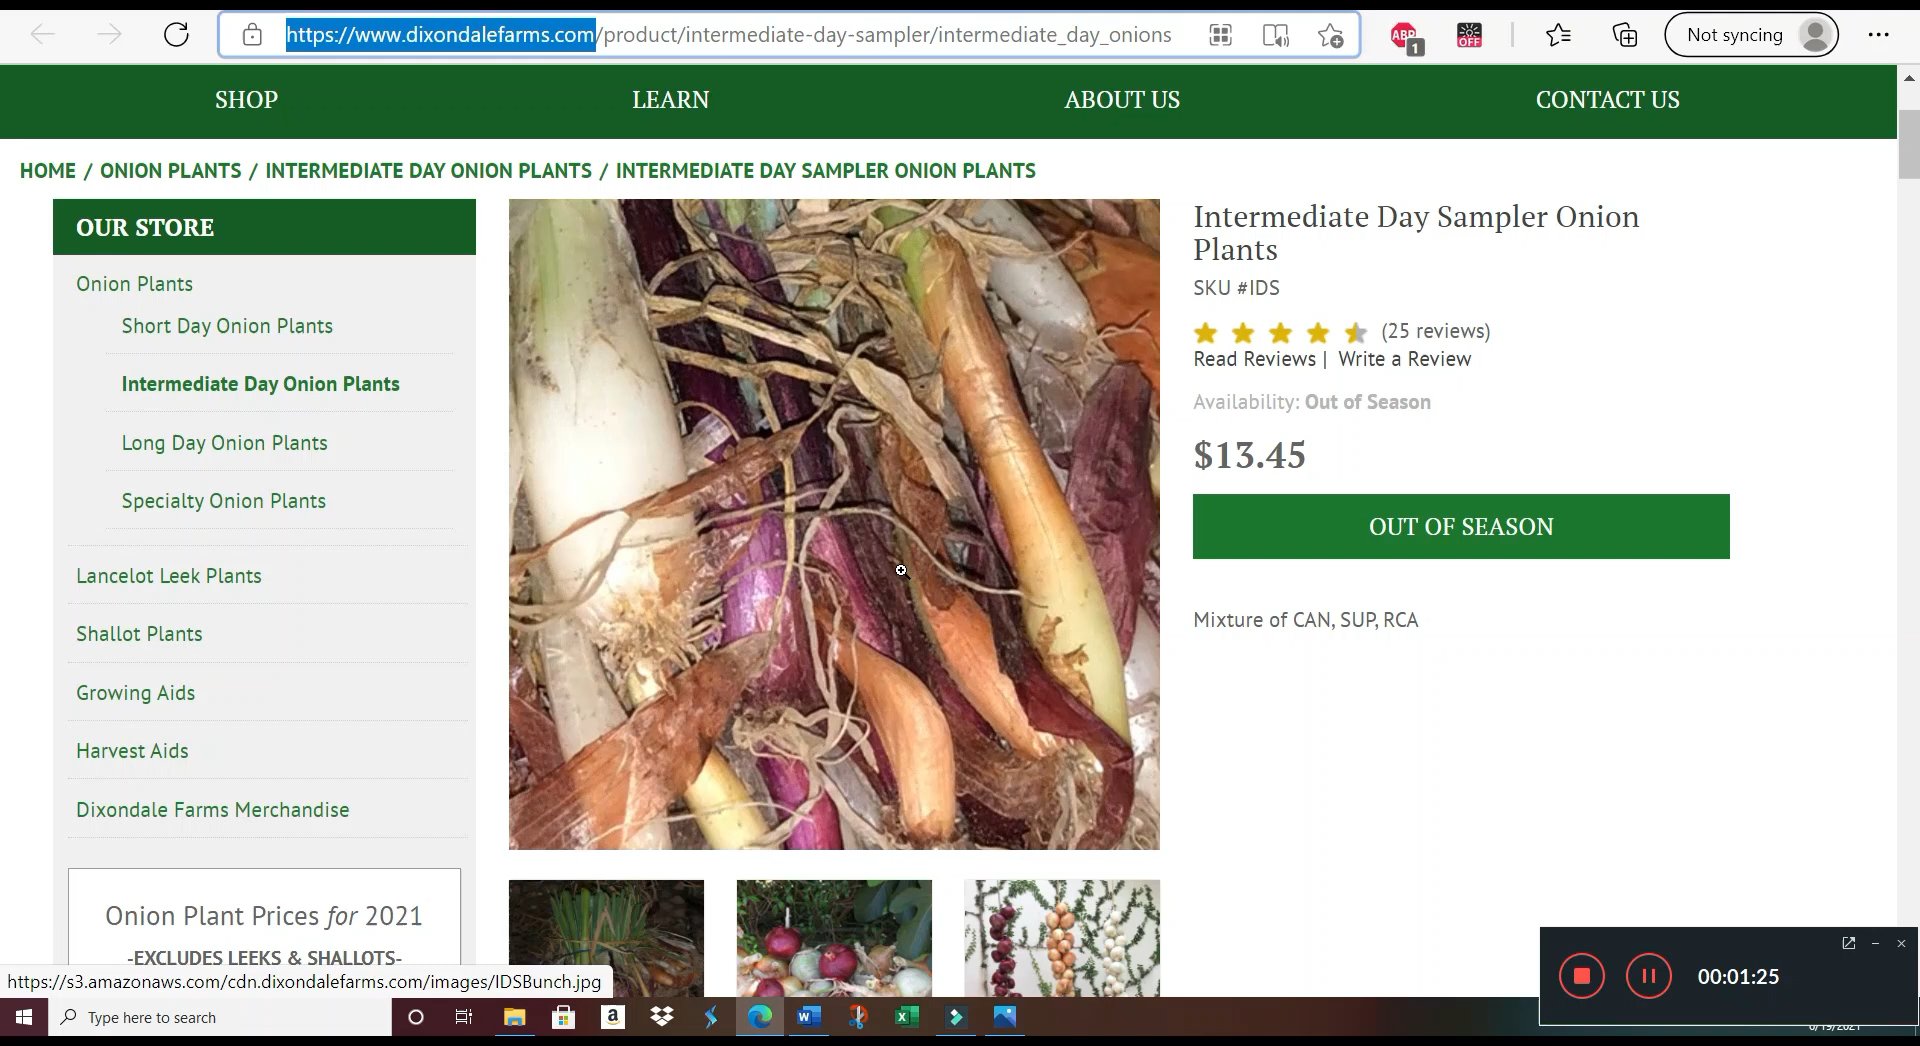 https://www.dixondalefarms.com/product/intermediate-day-sampler/intermediate_day_onions
ABP
1
OFF
Not syncing
SHOP
LEARN
ABOUT US
CONTACT US
HOME / ONION PLANTS / INTERMEDIATE DAY ONION PLANTS / INTERMEDIATE DAY SAMPLER ONION PLANTS
OUR STORE
Onion Plants
Short Day Onion Plants
Intermediate Day Onion Plants
Long Day Onion Plants
Specialty Onion Plants
Lancelot Leek Plants
Shallot Plants
Growing Aids
Harvest Aids
Dixondale Farms Merchandise
Onion Plant Prices for 2021
-EXCLUDES LEEKS & SHALLOTS-
Intermediate Day Sampler Onion
Plants
SKU #IDS
(25 reviews)
Read Reviews | Write a Review
Availability: Out of Season
$13.45
OUT OF SEASON
Mixture of CAN, SUP, RCA
https://s3.amazonaws.com/cdn.dixondalefarms.com/images/IDSBunch.jpg
00:01:25
Type here to search